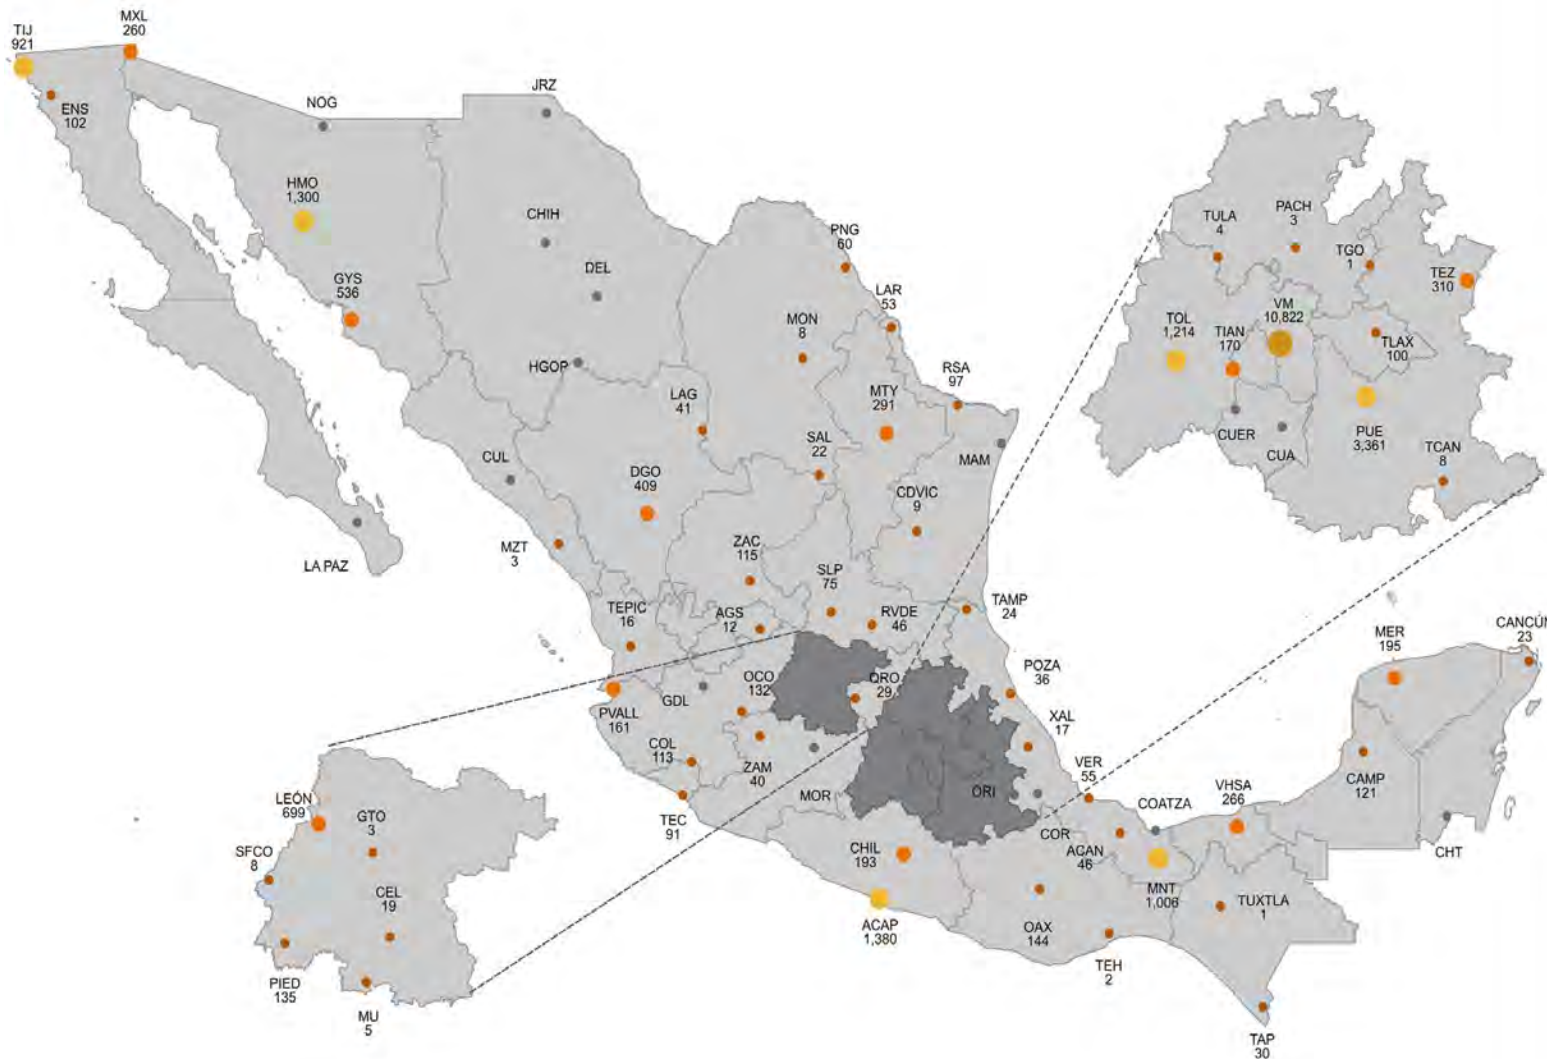 TIJ
921
MXL
260
ENS
102
NOG
JRZ
HMO
1,300
GYS
536
CHIH
DEL
HGOP
PNG
60
LAR
53
MON
8
RSA
97
LAG
41
MTY
291
SAL
22
MAM
CUL
DGO
409
CDVIC
9
LA PAZ
MZT
3
ZAC
115
SLP
75
TEPIC
16
AGS
12
RVDE
46
TAMP
24
OCO
132
QRO
29
POZA
36
PVALL
161
GDL
XAL
17
COL
113
ZAM
40
MOR
ORI
VER
55
TEC
91
COATZA
VHSA
266
COR
ACAN
46
CHIL
193
MNT
1,006
TUXTLA
1
ACAP
1,380
OAX
144
TEH
2
TAP
30
MER
195
CANCÚN
23
CAMP
121
CHT
TULA
4
PACH
3
TGO
1
TEZ
310
TOL
1,214
TIAN
170
VM
10,822
TLAX
100
CUER
CUA
PUE
3,361
TCAN
8
LEÓN
699
GTO
3
SFCO
8
CEL
19
PIED
135
MU
5